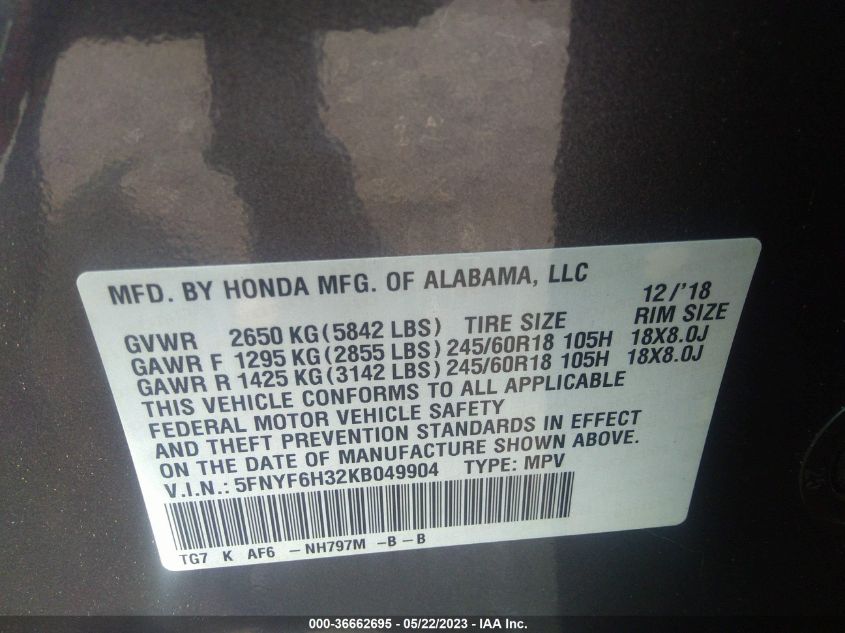 MFD. BY HONDA MFG. OF ALABAMA, LLC 12/'18
GVWR 2650 KG(5842 LBS) TIRE SIZE RIM SIZE
GAWR F 1295 KG(2855 LBS) 245/60R18 105H 18X8.0J
GAWR R 1425 KG(3142 LBS) 245/60R18 105H 18X8.0J
THIS VEHICLE CONFORMS TO ALL APPLICABLE
FEDERAL MOTOR VEHICLE SAFETY
AND THEFT PREVENTION STANDARDS IN EFFECT
ON THE DATE OF MANUFACTURE SHOWN ABOVE.
V.I.N.: 5FNYF6H32KB049904 TYPE: MPV
TG7 K AF6 -NH797M -B-B
000-36662695 - 05/22/2023 - IAA Inc.